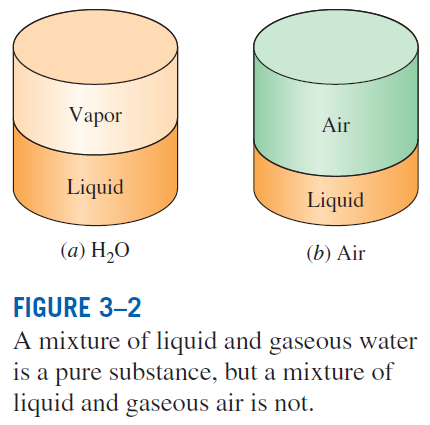 Vapor
Liquid
(a) H₂O
Air
Liquid
(b) Air
FIGURE 3–2
A mixture of liquid and gaseous water
is a pure substance, but a mixture of
liquid and gaseous air is not.